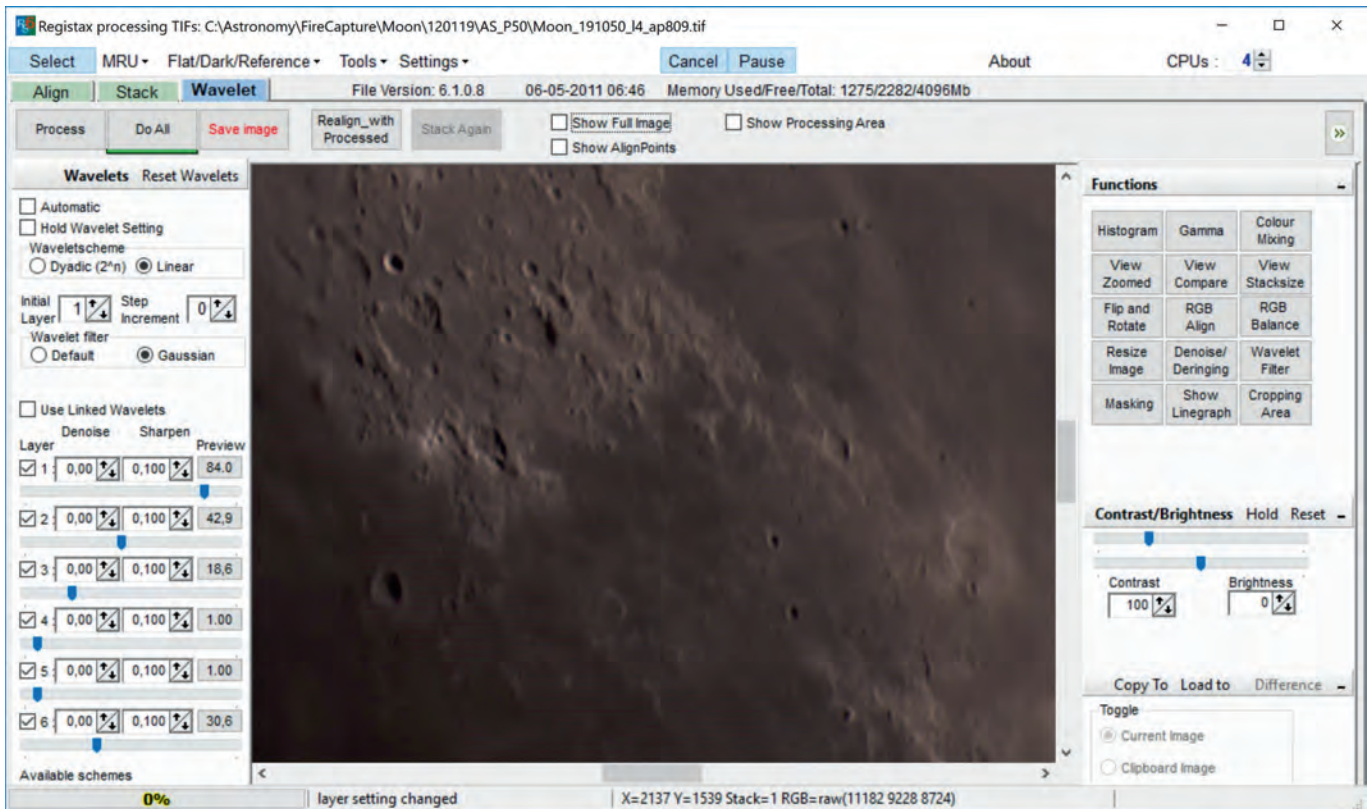 Registax processing TIFs: C:\Astronomy\FireCapture\Moon\120119\AS_P50\Moon_191050_l4_ap809.tif
Select MRU Flat/Dark/Reference Tools Settings Cancel Pause About CPUs : 4
Align Stack Wavelet File Version: 6.1.0.8 06-05-2011 06:46 Memory Used/Free/Total: 1275/2282/4096Mb
Process Do All Save image Realign_with Processed Stack Again Show Full Image Show Processing Area
Show AlignPoints
»
Wavelets Reset Wavelets
Automatic
Hold Wavelet Setting
Waveletscheme
Dyadic (2^n) Linear
Initial Layer 1 Step Increment 0
Wavelet filter
Default Gaussian
Use Linked Wavelets
Denoise Sharpen
Layer Preview
1 : 0,00 0,100 84.0
2 : 0,00 0,100 42,9
3 : 0,00 0,100 18,6
4 : 0,00 0,100 1.00
5 : 0,00 0,100 1.00
6 : 0,00 0,100 30,6
Available schemes
Functions
Histogram Gamma Colour Mixing
View Zoomed View Compare View Stacksize
Flip and Rotate RGB Align RGB Balance
Resize Image Denoise/ Deringing Wavelet Filter
Masking Show Linegraph Cropping Area
Contrast/Brightness Hold Reset
Contrast Brightness
100 0
Copy To Load to Difference
Toggle
Current Image
Clipboard Image
0% layer setting changed X=2137 Y=1539 Stack=1 RGB=raw(11182 9228 8724)